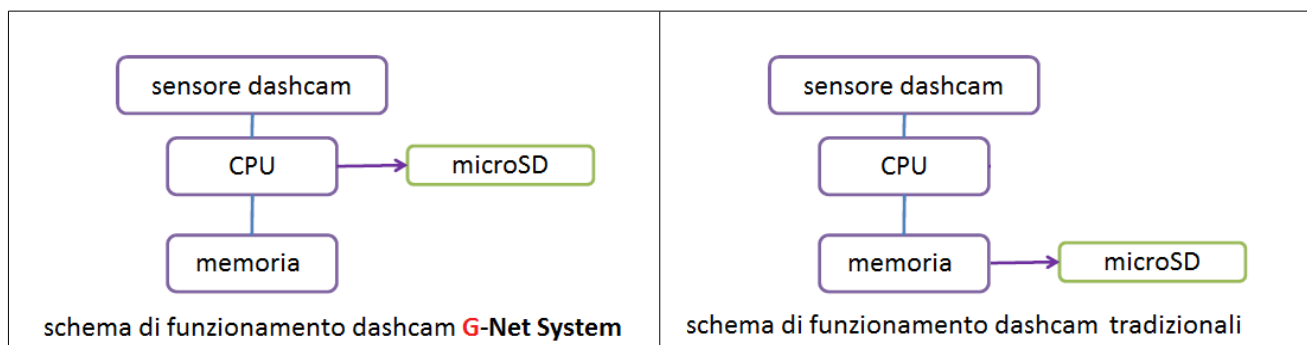 sensore dashcam
CPU
microSD
memoria
schema di funzionamento dashcam G-Net System
sensore dashcam
CPU
memoria
microSD
schema di funzionamento dashcam tradizionali